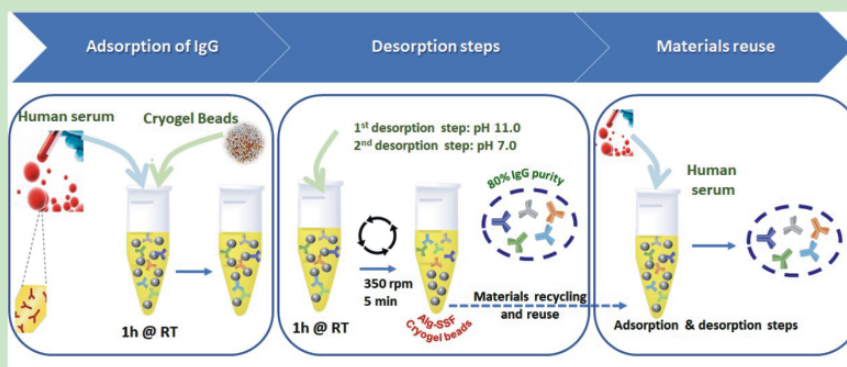 Adsorption of IgG
Desorption steps
Materials reuse
Human serum
Cryogel Beads
1h @ RT
1st desorption step: pH 11.0
2nd desorption step: pH 7.0
80% IgG purity
350 rpm
5 min
1h @ RT
Alg-SSF
Cryogel beads
Materials recycling
and reuse
Human
serum
Adsorption & desorption steps